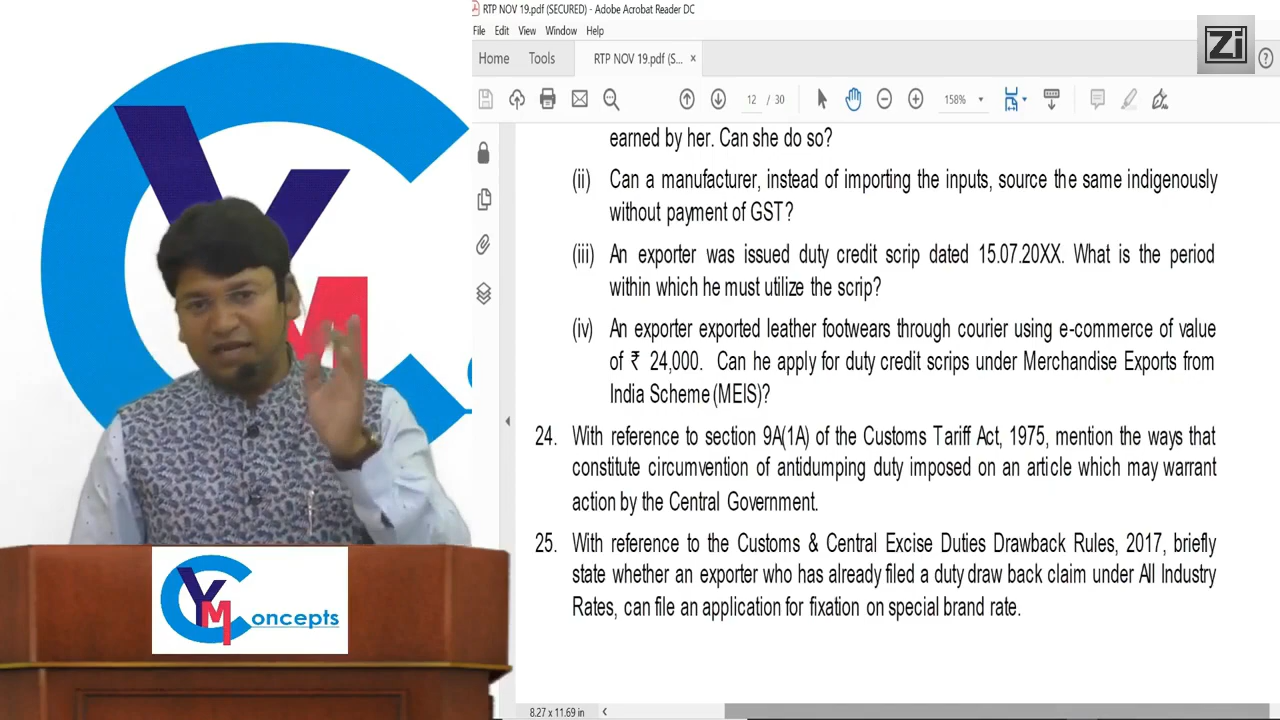 RTP NOV 19.pdf (SECURED) - Adobe Acrobat Reader DC
File Edit View Window Help
Home Tools RTP NOV 19.pdf (S... ×
12 / 30 158%
earned by her. Can she do so?
(ii) Can a manufacturer, instead of importing the inputs, source the same indigenously
without payment of GST?
(iii) An exporter was issued duty credit scrip dated 15.07.20XX. What is the period
within which he must utilize the scrip?
(iv) An exporter exported leather footwears through courier using e-commerce of value
of ₹ 24,000. Can he apply for duty credit scrips under Merchandise Exports from
India Scheme (MEIS)?
24. With reference to section 9A(1A) of the Customs Tariff Act, 1975, mention the ways that
constitute circumvention of antidumping duty imposed on an article which may warrant
action by the Central Government.
25. With reference to the Customs & Central Excise Duties Drawback Rules, 2017, briefly
state whether an exporter who has already filed a duty draw back claim under All Industry
Rates, can file an application for fixation on special brand rate.
8.27 x 11.69 in
Zi
YM
YMConcepts